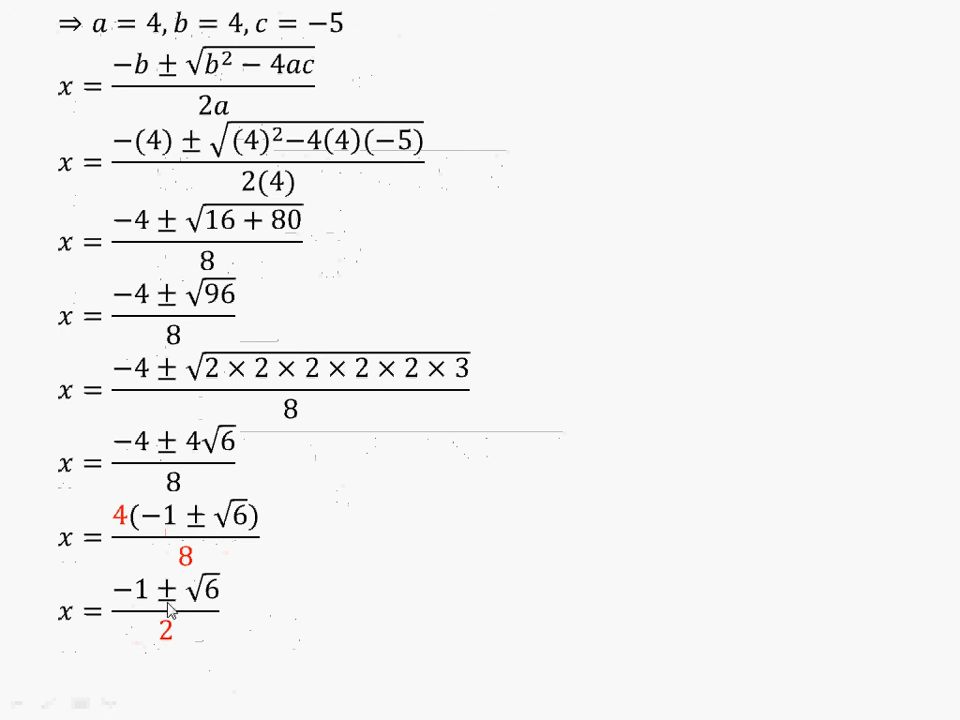 ⇒ a = 4, b = 4, c = −5
x = (−b ± √(b² − 4ac)) / 2a
x = (−(4) ± √((4)²−4(4)(−5))) / 2(4)
x = (−4 ± √(16 + 80)) / 8
x = (−4 ± √96) / 8
x = (−4 ± √(2 × 2 × 2 × 2 × 2 × 3)) / 8
x = (−4 ± 4√6) / 8
x = 4(−1 ± √6) / 8
x = (−1 ± √6) / 2